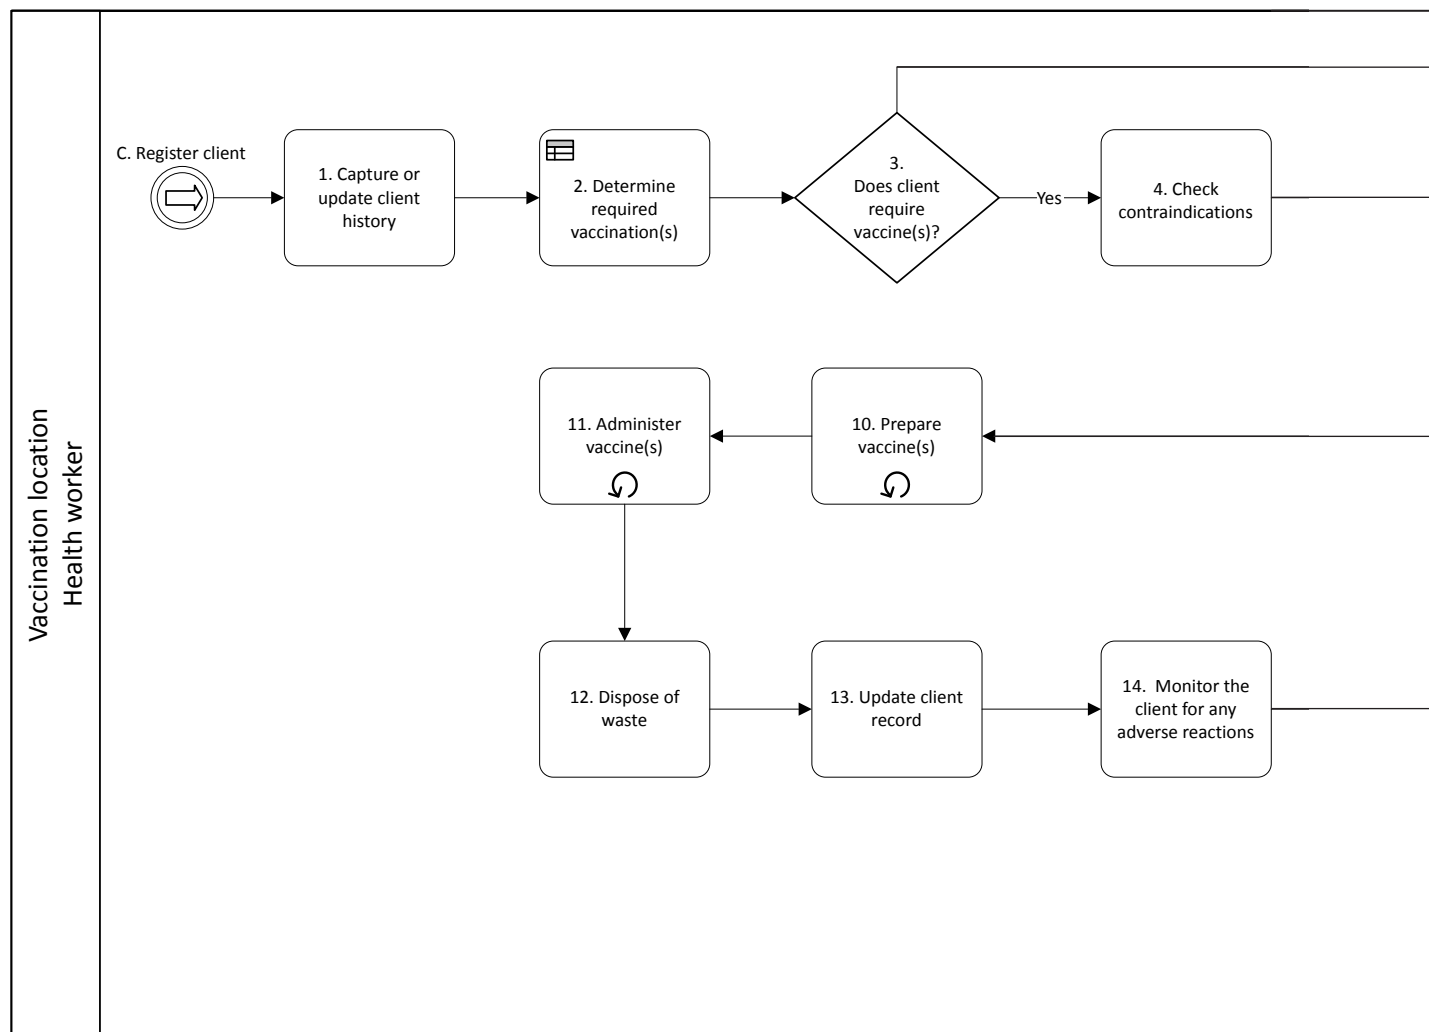 Vaccination location
Health worker
C. Register client
1. Capture or
update client
history
2. Determine
required
vaccination(s)
3.
Does client
require
vaccine(s)?
Yes
4. Check
contraindications
11. Administer
vaccine(s)
10. Prepare
vaccine(s)
12. Dispose of
waste
13. Update client
record
14. Monitor the
client for any
adverse reactions